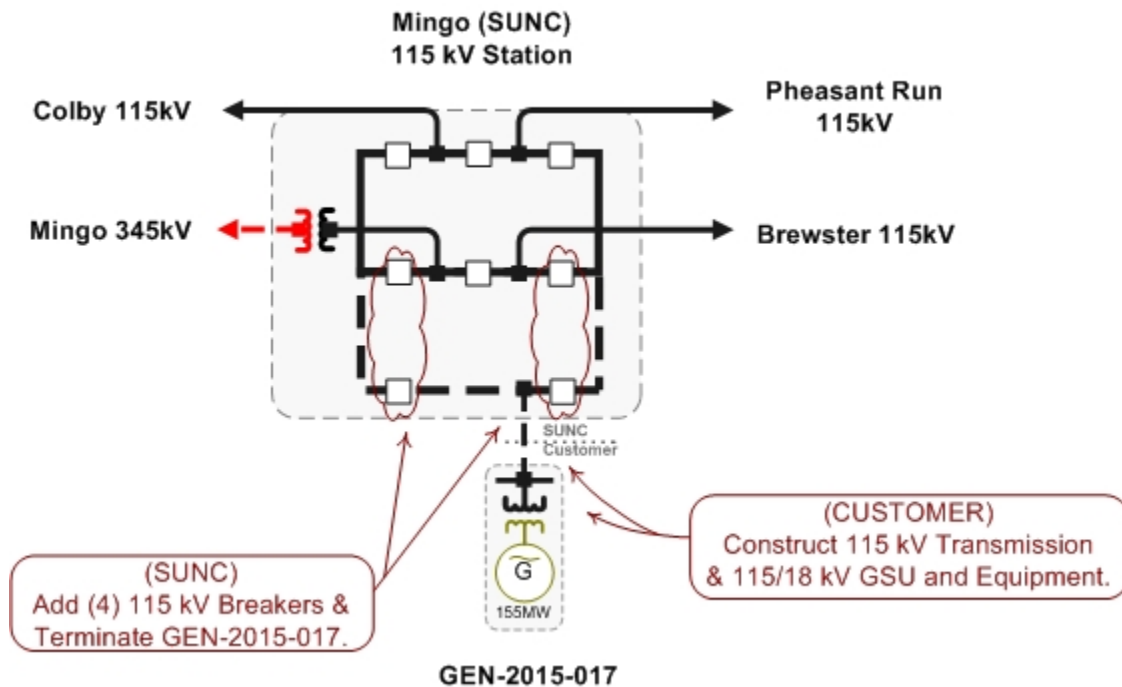 Mingo (SUNC)
115 kV Station
Colby 115kV
Pheasant Run
115kV
Mingo 345kV
Brewster 115kV
SUNC
Customer
(CUSTOMER)
Construct 115 kV Transmission
& 115/18 kV GSU and Equipment.
(SUNC)
Add (4) 115 kV Breakers &
Terminate GEN-2015-017.
G
155MW
GEN-2015-017